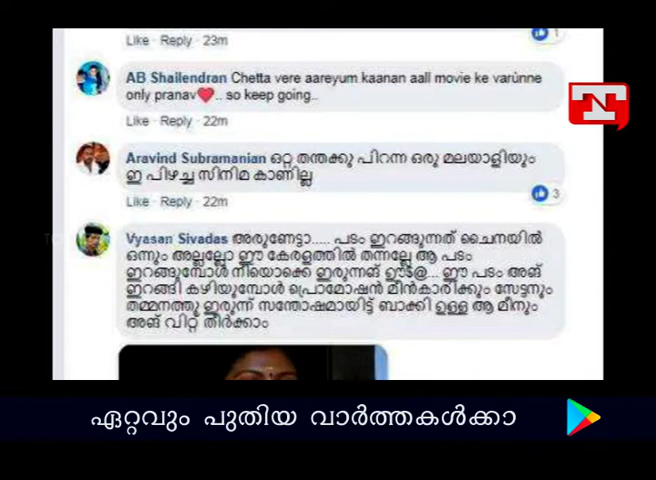 Like · Reply · 23m
1
AB Shailendran Chetta vere aareyum kaanan aall movie ke varunne
only pranav❤.. so keep going..
Like · Reply · 22m
Aravind Subramanian ഒറ്റ തന്തക്കു പിറന്ന ഒരു മലയാളിയും
ഇ പിഴച്ച സിനിമ കാണില്ല
Like · Reply · 22m
3
Vyasan Sivadas അരുണേട്ടാ..... പടം ഇറങ്ങുന്നത് ചൈനയിൽ
ഒന്നും അല്ലല്ലോ ഈ കേരളത്തിൽ തന്നല്ലേ ആ പടം
ഇറങ്ങുമ്പോൾ നീയൊക്കെ ഇരുന്നങ് ഊ$@... ഈ പടം അങ്
ഇറങ്ങി കഴിയുമ്പോൾ പ്രൊമോഷൻ മീൻകാരിക്കും സേട്ടനും
തമ്മനത്തു ഇരുന്ന് സന്തോഷമായിട്ട് ബാക്കി ഉള്ള ആ മീനും
അങ് വിറ്റ് തീർക്കാം
TN
ഏറ്റവും പുതിയ വാർത്തകൾക്കാ